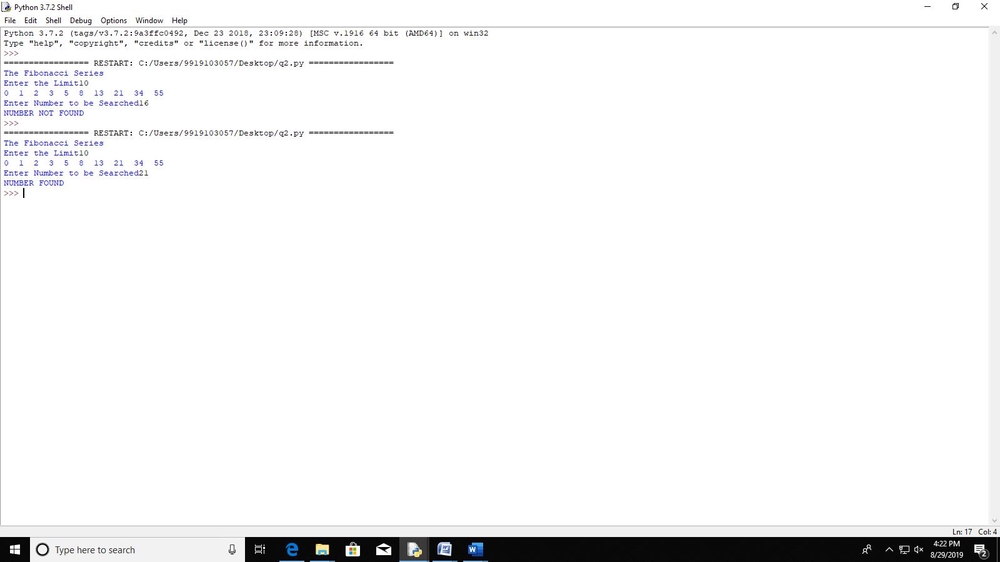 Python 3.7.2 Shell
File Edit Shell Debug Options Window Help
Python 3.7.2 (tags/v3.7.2:9a3ffc0492, Dec 23 2018, 23:09:28) [MSC v.1916 64 bit (AMD64)] on win32
Type "help", "copyright", "credits" or "license()" for more information.
>>>
================= RESTART: C:/Users/9919103057/Desktop/q2.py =================
The Fibonacci Series
Enter the Limit10
0 1 2 3 5 8 13 21 34 55
Enter Number to be Searched16
NUMBER NOT FOUND
>>>
================= RESTART: C:/Users/9919103057/Desktop/q2.py =================
The Fibonacci Series
Enter the Limit10
0 1 2 3 5 8 13 21 34 55
Enter Number to be Searched21
NUMBER FOUND
>>>
Ln: 17 Col: 4
Type here to search
4:22 PM
8/29/2019
2